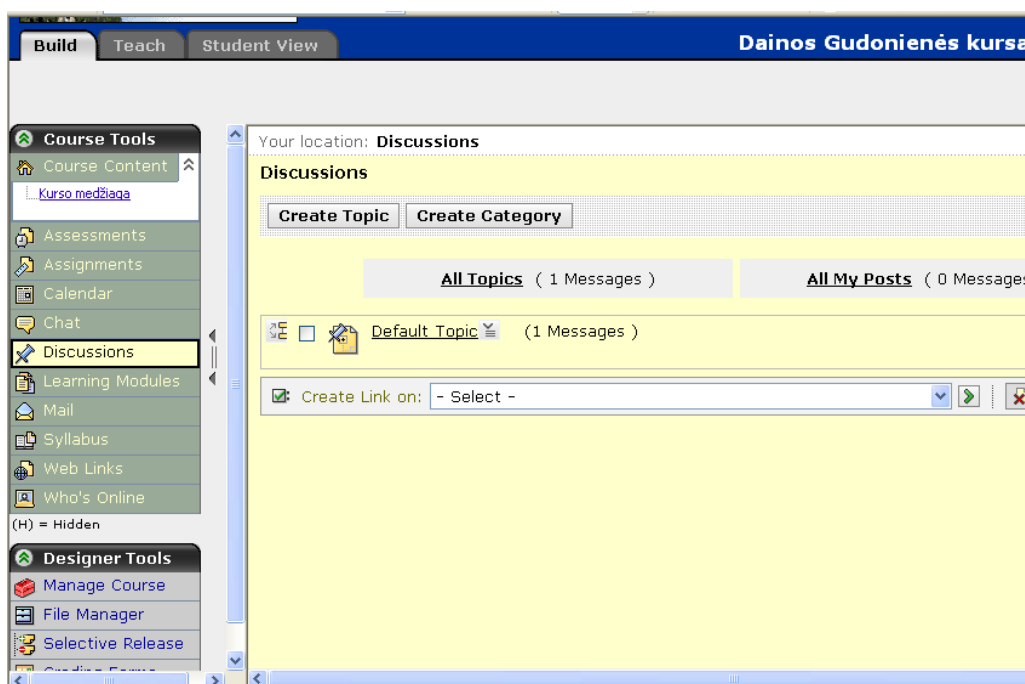 Build Teach Student View
Dainos Gudonienės kursa
Course Tools
Course Content
Kurso medžiaga
Assessments
Assignments
Calendar
Chat
Discussions
Learning Modules
Mail
Syllabus
Web Links
Who's Online
(H) = Hidden
Designer Tools
Manage Course
File Manager
Selective Release
Grading Forms
Your location: Discussions
Discussions
Create Topic Create Category
All Topics ( 1 Messages ) All My Posts ( 0 Messages
Default Topic (1 Messages )
Create Link on: - Select -